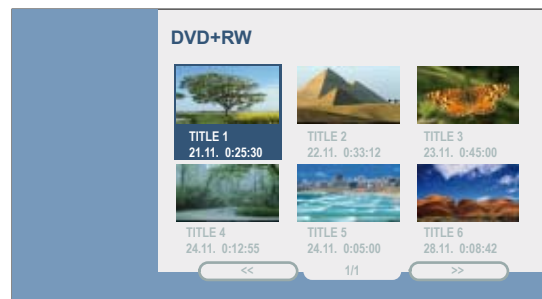 DVD+RW
TITLE 1
21.11. 0:25:30
TITLE 2
22.11. 0:33:12
TITLE 3
23.11. 0:45:00
TITLE 4
24.11. 0:12:55
TITLE 5
24.11. 0:05:00
TITLE 6
28.11. 0:08:42
<< 1/1 >>